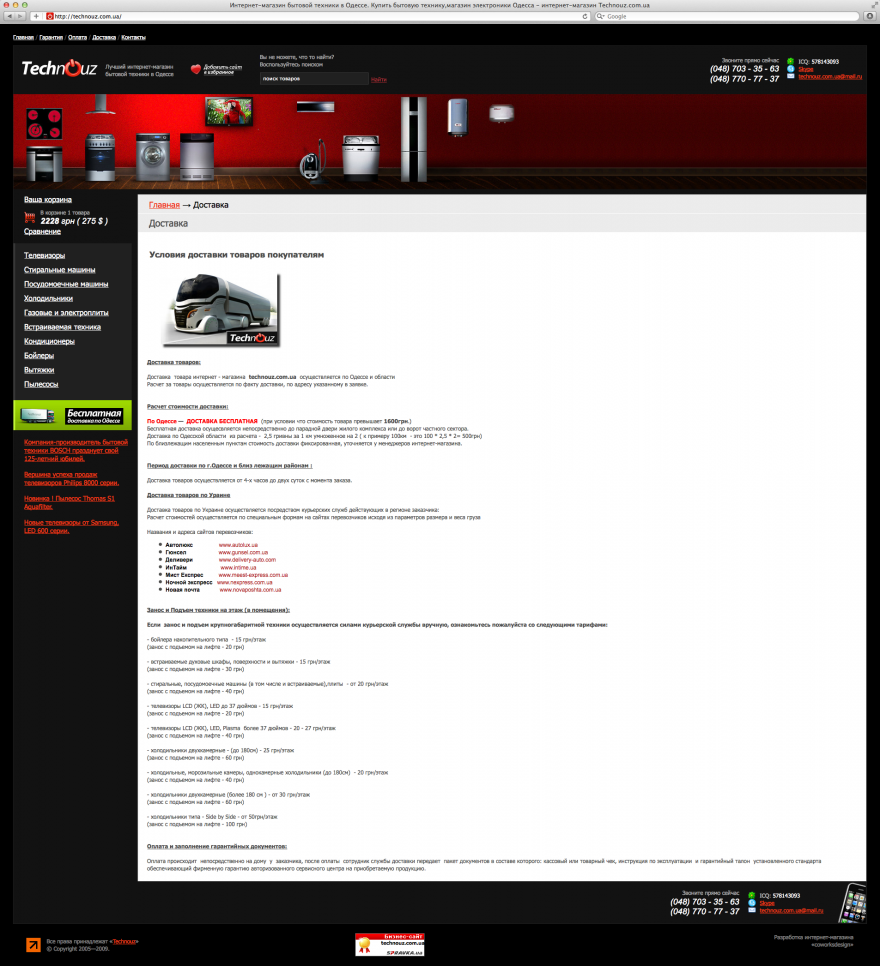 Интернет-магазин бытовой техники в Одессе. Купить бытовую технику,магазин электроники Одесса – интернет-магазин Technouz.com.ua
http://technouz.com.ua/
Google
Главная / Гарантия / Оплата / Доставка / Контакты
Technouz
Лучший интернет-магазин
бытовой техники в Одессе
Добавить сайт
в избранное
Вы не можете, что то найти?
Воспользуйтесь поиском
поиск товаров
Найти
Звоните прямо сейчас
(048) 703 - 35 - 63
(048) 770 - 77 - 37
ICQ: 578143093
Skype
technouz.com.ua@mail.ru
Ваша корзина
В корзине 1 товара
2228 грн ( 275 $ )
Сравнение
Телевизоры
Стиральные машины
Посудомоечные машины
Холодильники
Газовые и электроплиты
Встраиваемая техника
Кондиционеры
Бойлеры
Вытяжки
Пылесосы
Бесплатная
доставка по Одессе
Компания-производитель бытовой
техники BOSCH празднует свой
125-летний юбилей.
Вершина успеха продаж
телевизоров Philips 8000 серии.
Новинка ! Пылесос Thomas S1
Aquafilter.
Новые телевизоры от Samsung,
LED 600 серии.
Главная → Доставка
Доставка
Условия доставки товаров покупателям
Technouz
Доставка товаров:
Доставка товара интернет - магазина technouz.com.ua осуществляется по Одессе и области
Расчет за товары осуществляется по факту доставки, по адресу указанному в заявке.
Расчет стоимости доставки:
По Одессе — ДОСТАВКА БЕСПЛАТНАЯ (при условии что стоимость товара превышает 1600грн.)
Бесплатная доставка осуществляется непосредственно до парадной двери жилого комплекса или до ворот частного сектора.
Доставка по Одесской области из расчета - 2,5 гривны за 1 км умноженное на 2 ( к примеру 100км - это 100 * 2,5 * 2= 500грн)
По близлежащим населенным пунктам стоимость доставки фиксированная, уточняется у менеджеров интернет-магазина.
Период доставки по г.Одессе и близ лежащим районам :
Доставка товаров осуществляется от 4-х часов до двух суток с момента заказа.
Доставка товаров по Украине
Доставка товаров по Украине осуществляется посредством курьерских служб действующих в регионе заказчика:
Расчет стоимостей осуществляется по специальным формам на сайтах перевозчиков исходя из параметров размера и веса груза
Названия и адреса сайтов перевозчиков:
Автолюкс www.autolux.ua
Гюнсел www.gunsel.com.ua
Деливери www.delivery-auto.com
ИнТайм www.intime.ua
Мист Експрес www.meest-express.com.ua
Ночной экспресс www.nexpress.com.ua
Новая почта www.novaposhta.com.ua
Занос и Подъем техники на этаж (в помещения):
Если занос и подъем крупногабаритной техники осуществляется силами курьерской службы вручную, ознакомьтесь пожалуйста со следующими тарифами:
- бойлера накопительного типа - 15 грн/этаж
(занос с подъемом на лифте - 20 грн)
- встраиваемые духовые шкафы, поверхности и вытяжки - 15 грн/этаж
(занос с подъемом на лифте - 30 грн)
- стиральные, посудомоечные машины (в том числе и встраиваемые),плиты - от 20 грн/этаж
(занос с подъемом на лифте - 40 грн)
- телевизоры LCD (ЖК), LED до 37 дюймов - 15 грн/этаж
(занос с подъемом на лифте - 20 грн)
- телевизоры LCD (ЖК), LED, Plasma более 37 дюймов - 20 - 27 грн/этаж
(занос с подъемом на лифте - 40 грн)
- холодильники двухкамерные - (до 180см) - 25 грн/этаж
(занос с подъемом на лифте - 60 грн)
- холодильные, морозильные камеры, однокамерные холодильники (до 180см) - 20 грн/этаж
(занос с подъемом на лифте - 40 грн)
- холодильники двухкамерные (более 180 см ) - от 30 грн/этаж
(занос с подъемом на лифте - 60 грн)
- холодильники типа - Side by Side - от 50грн/этаж
(занос с подъемом на лифте - 100 грн)
Оплата и заполнение гарантийных документов:
Оплата происходит непосредственно на дому у заказчика, после оплаты сотрудник службы доставки передает пакет документов в составе которого: кассовый или товарный чек, инструкция по эксплуатации и гарантийный талон установленного стандарта
обеспечивающий фирменную гарантию авторизованного сервисного центра на приобретаемую продукцию.
Звоните прямо сейчас
(048) 703 - 35 - 63
(048) 770 - 77 - 37
ICQ: 578143093
Skype
technouz.com.ua@mail.ru
Все права принадлежат «Technouz»
© Copyright 2005—2009.
Бизнес-сайт
technouz.com.ua
SPRAVKA.ua
Разработка интернет-магазина
«coworksdesign»